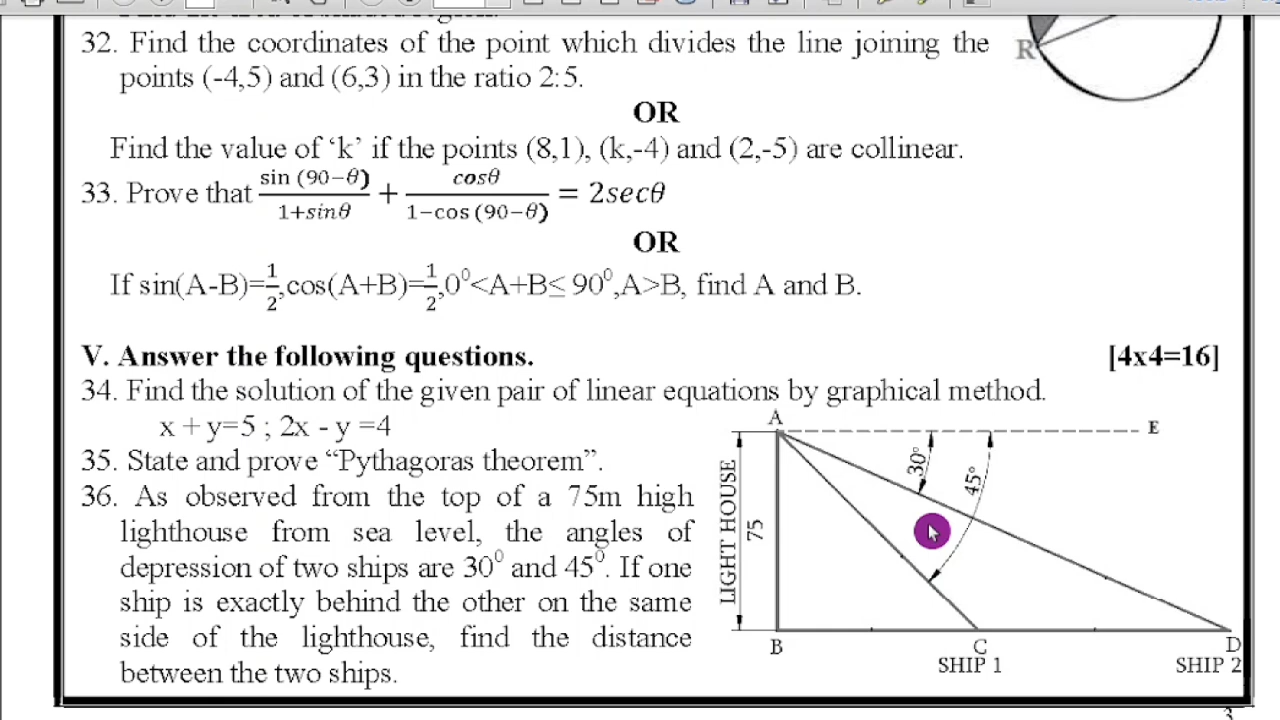 32. Find the coordinates of the point which divides the line joining the
points (-4,5) and (6,3) in the ratio 2:5.
R
OR
Find the value of ‘k’ if the points (8,1), (k,-4) and (2,-5) are collinear.
33. Prove that sin (90−θ)/1+sinθ + cosθ/1−cos (90−θ) = 2secθ
OR
If sin(A-B)=1/2,cos(A+B)=1/2,0⁰<A+B≤ 90⁰,A>B, find A and B.
V. Answer the following questions. [4x4=16]
34. Find the solution of the given pair of linear equations by graphical method.
x + y=5 ; 2x - y =4
35. State and prove “Pythagoras theorem”.
36. As observed from the top of a 75m high
lighthouse from sea level, the angles of
depression of two ships are 30⁰ and 45⁰. If one
ship is exactly behind the other on the same
side of the lighthouse, find the distance
between the two ships.
A
E
30°
45°
LIGHT HOUSE
75
B
C
D
SHIP 1
SHIP 2